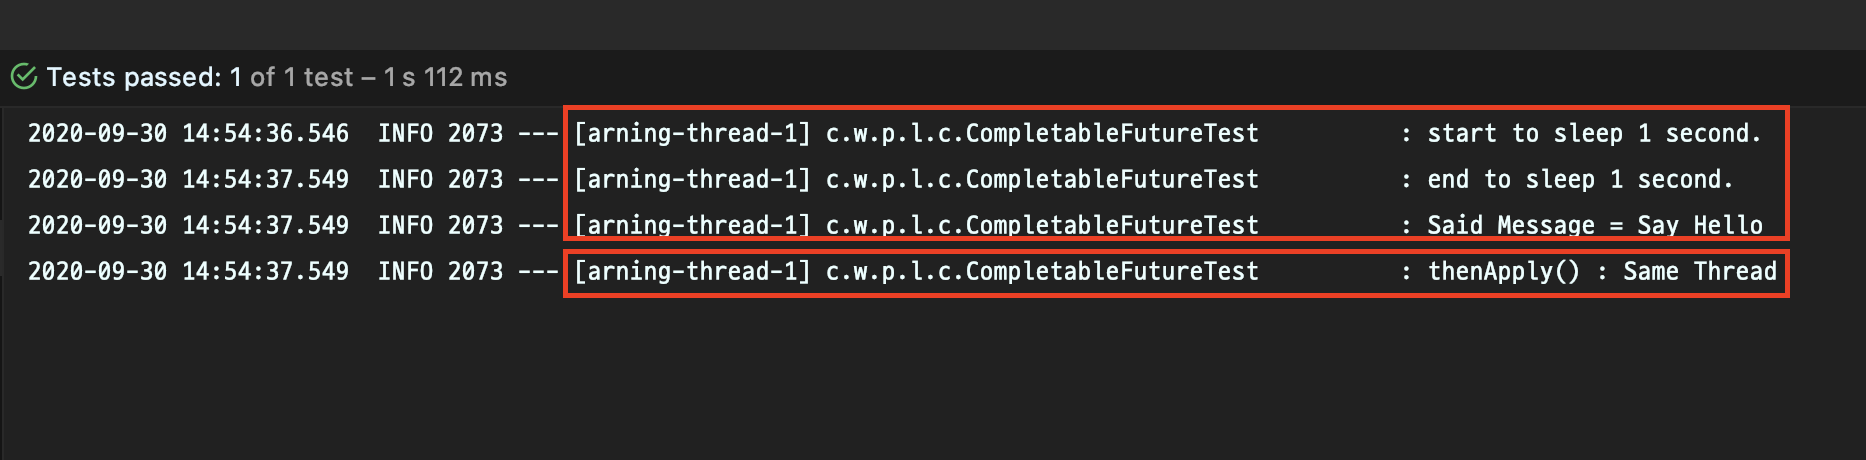 Tests passed: 1 of 1 test – 1 s 112 ms
2020-09-30 14:54:36.546  INFO 2073 --- [arning-thread-1] c.w.p.l.c.CompletableFutureTest          : start to sleep 1 second.
2020-09-30 14:54:37.549  INFO 2073 --- [arning-thread-1] c.w.p.l.c.CompletableFutureTest          : end to sleep 1 second.
2020-09-30 14:54:37.549  INFO 2073 --- [arning-thread-1] c.w.p.l.c.CompletableFutureTest          : Said Message = Say Hello
2020-09-30 14:54:37.549  INFO 2073 --- [arning-thread-1] c.w.p.l.c.CompletableFutureTest          : thenApply() : Same Thread